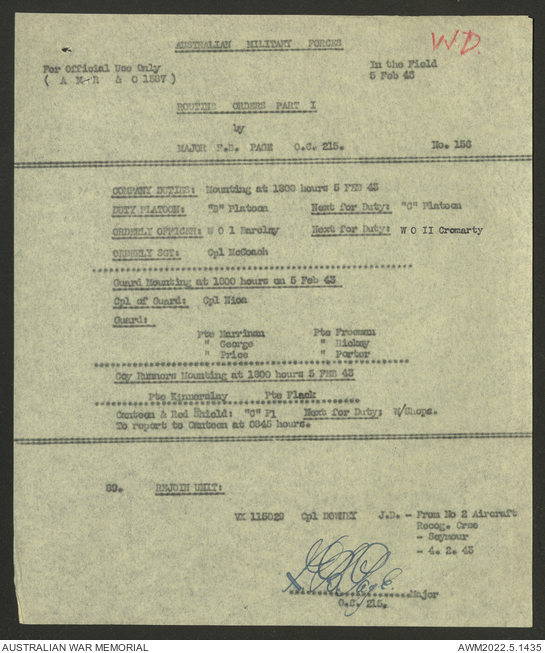 AUSTRALIAN MILITARY FORCES
W.D.
For Official Use Only
In the Field
( A M R & O 1587 )
5 Feb 43
ROUTINE ORDERS PART I
by
MAJOR PAGE O.C. 215. No. 156
COMPANY DUTIES: Mounting at 1800 hours 5 FEB 43
DUTY PLATOON: "B" Platoon Next for Duty: "C" Platoon
ORDERLY OFFICER: W O 1 Barclay Next for Duty: W O II Cromarty
ORDERLY SGT: Cpl McCoach
Guard Mounting at 1800 hours on 5 Feb 43
Cpl of Guard: Cpl Nion
Guard:
Pte Marriman Pte Freeman
" George " Hickey
" Price " Porter
Coy Runners Mounting at 1800 hours 5 FEB 43
Pte Kinnersley Pte Flack
Canteen & Red Shield: "C" Pl Next for Duty; W/Shops.
To report to Canteen at 0845 hours.
89. REJOIN UNIT:
VX 115029 Cpl DOWNEY J.D. - From No 2 Aircraft
Recog. Crse
- Seymour
- 4. 2. 43
Major
O.C. 215.
AUSTRALIAN WAR MEMORIAL
AWM2022.5.1435